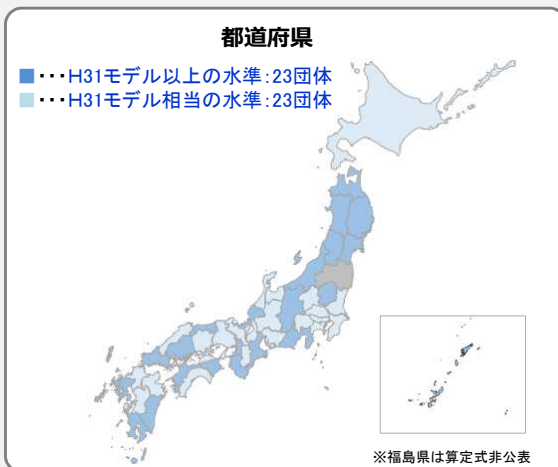 都道府県
■・・・H31モデル以上の水準：23団体
■・・・H31モデル相当の水準：23団体
※福島県は算定式非公表